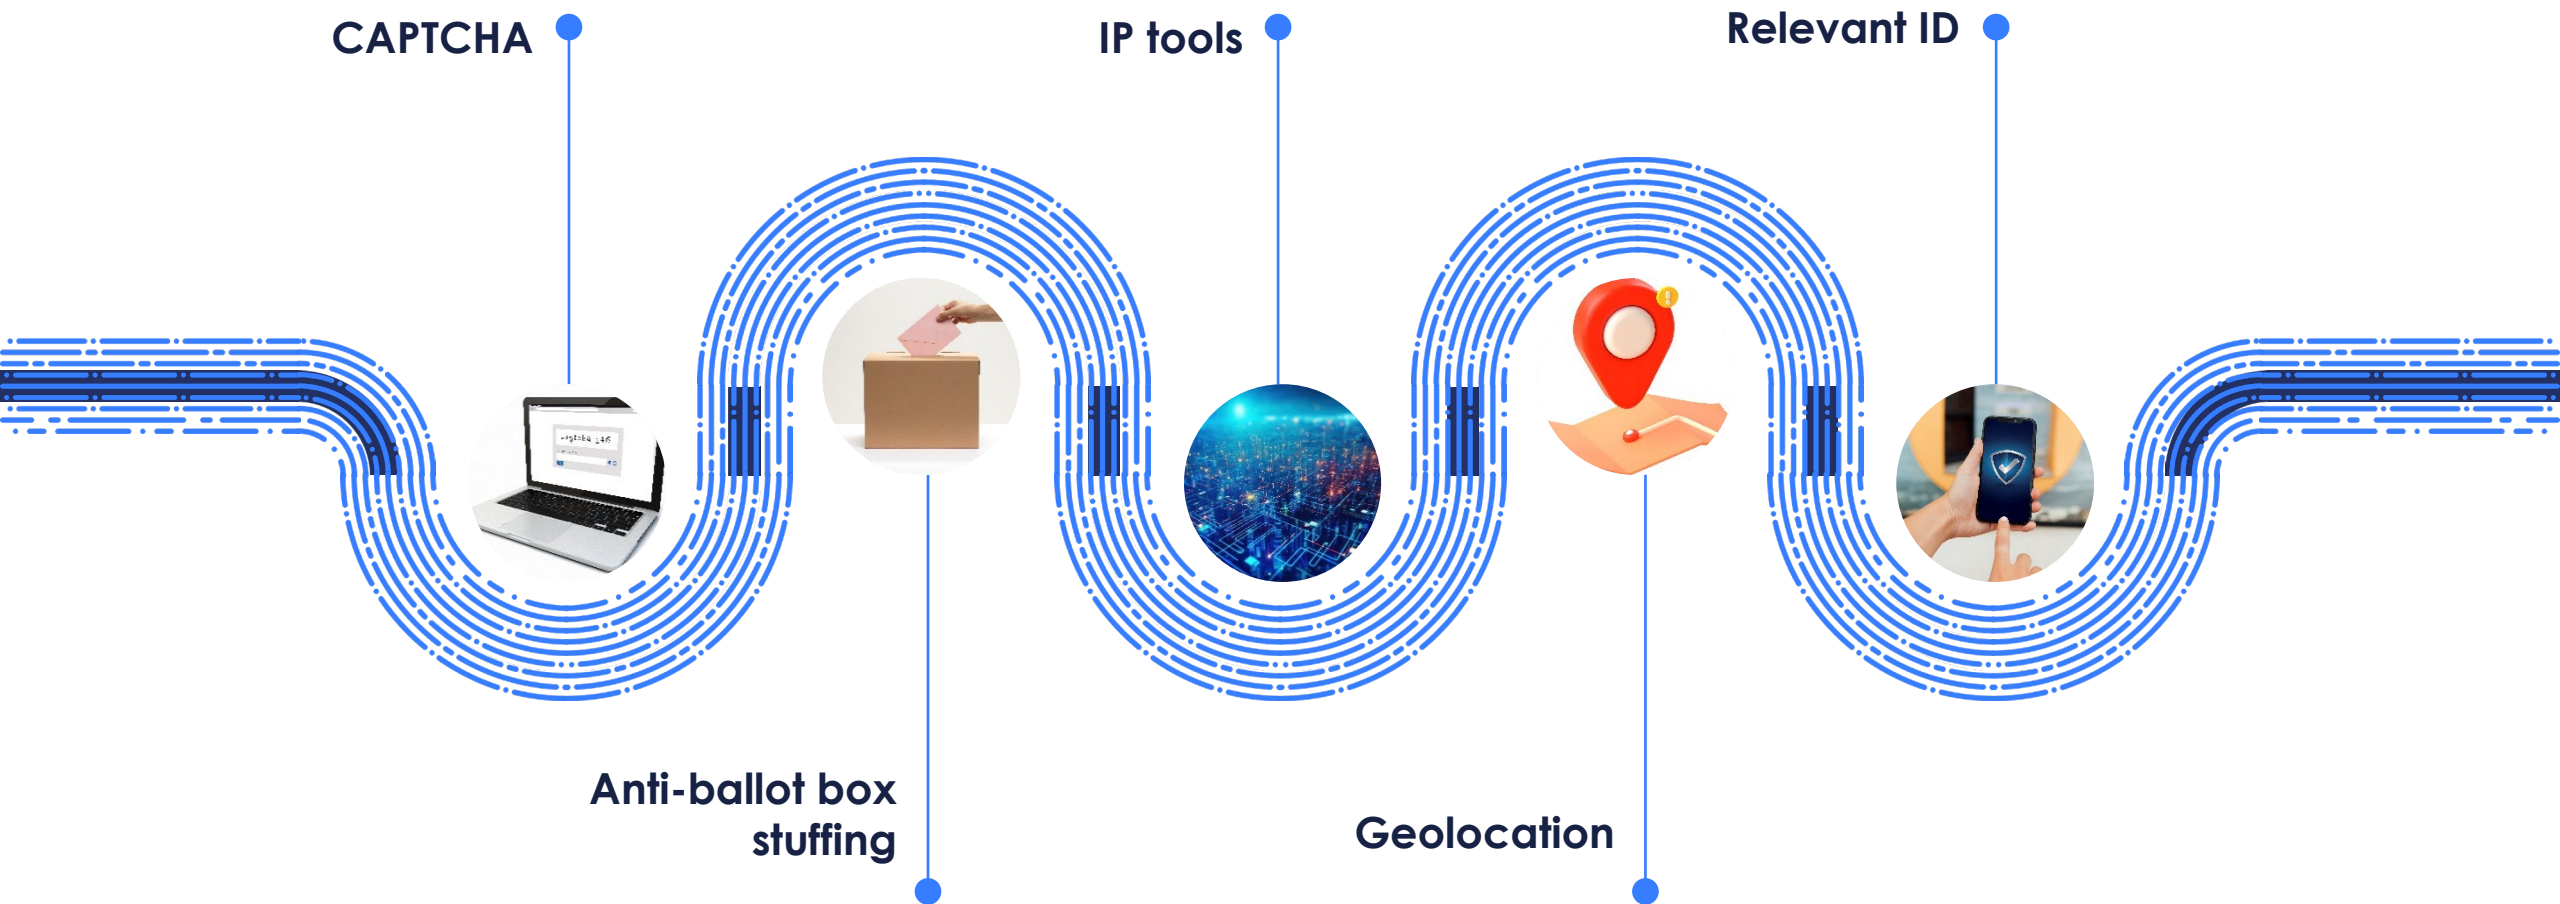 CAPTCHA
IP tools
Relevant ID
Anti-ballot box
stuffing
Geolocation